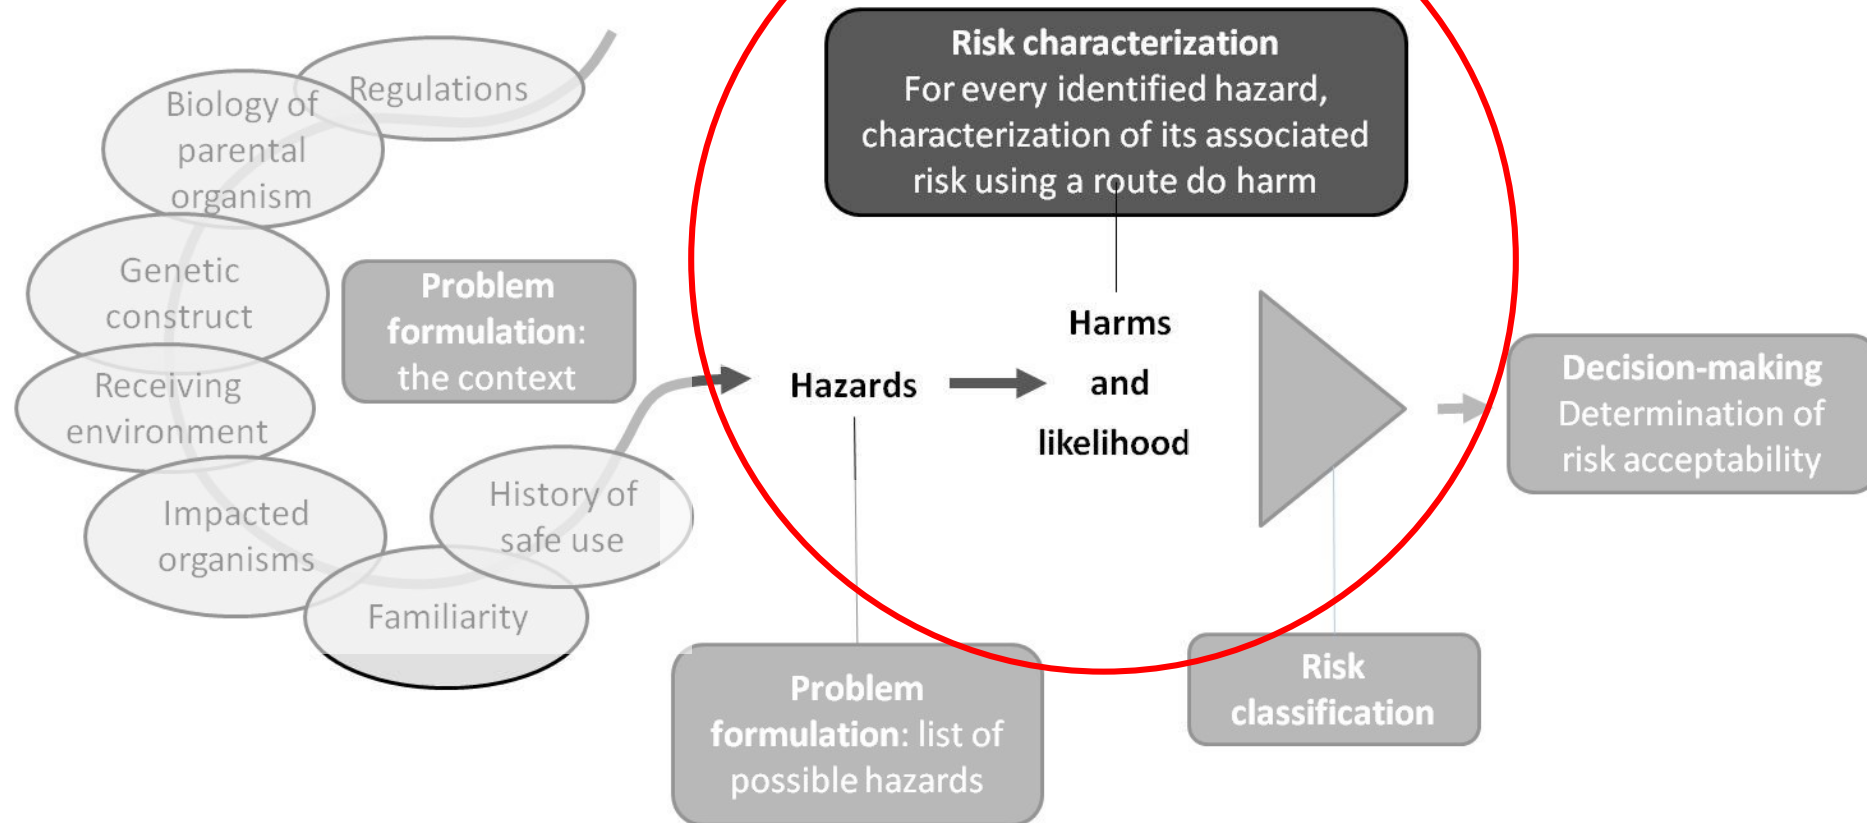 Regulations
Biology of
parental
organism
Genetic
construct
Receiving
environment
Impacted
organisms
Familiarity
History of
safe use
Problem
formulation:
the context
Hazards
Problem
formulation: list of
possible hazards
Risk characterization
For every identified hazard,
characterization of its associated
risk using a route do harm
Harms
and
likelihood
Risk
classification
Decision-making
Determination of
risk acceptability